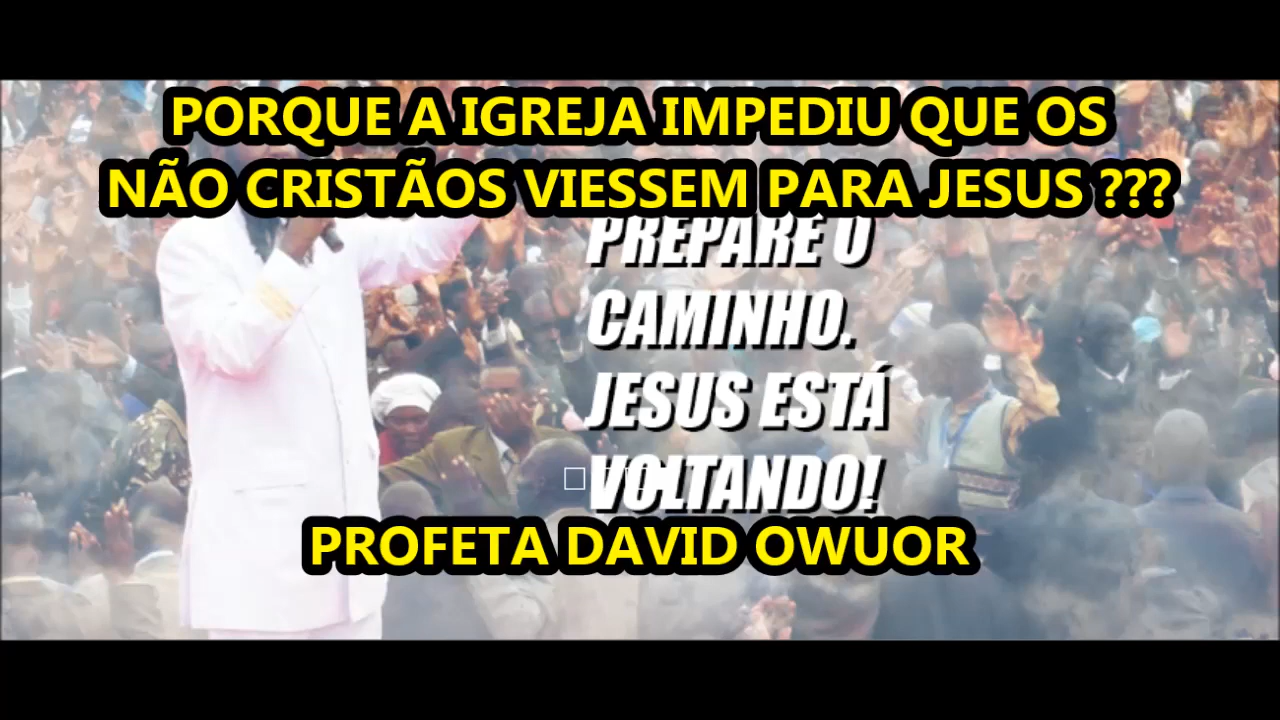 PORQUE A IGREJA IMPEDIU QUE OS
NÃO CRISTÃOS VIESSEM PARA JESUS ???
PREPARE O
CAMINHO.
JESUS ESTÁ
VOLTANDO!
PROFETA DAVID OWUOR